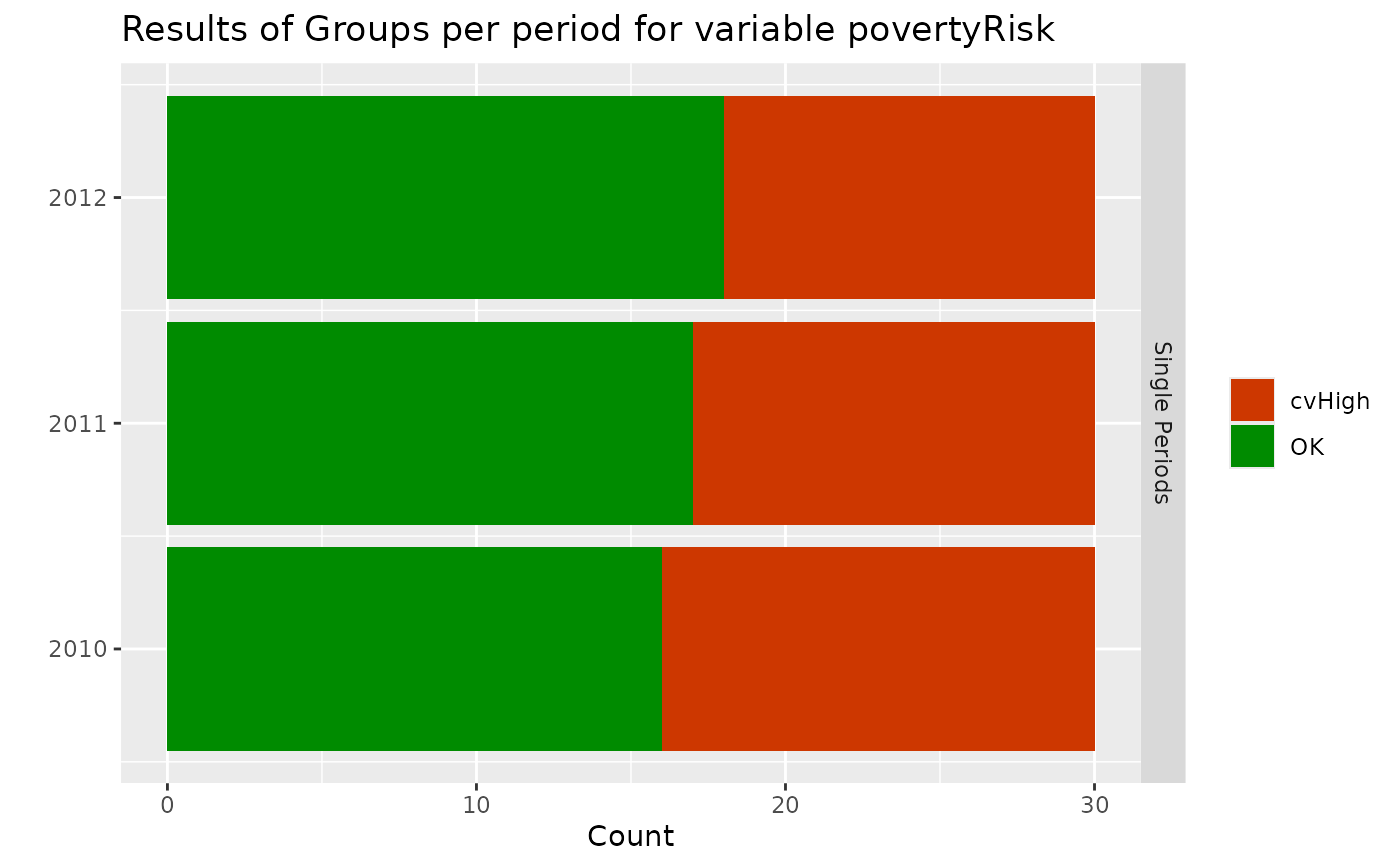 Results of Groups per period for variable povertyRisk
2012
2011
2010
Single Periods
cvHigh
OK
0 10 20 30
Count